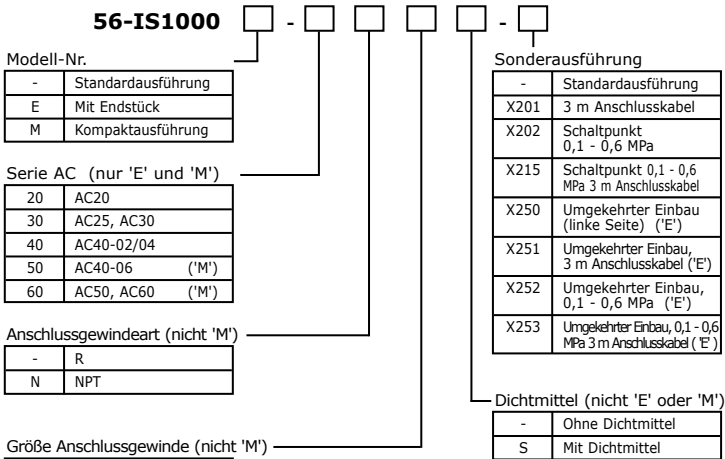 56-IS1000 - -
Modell-Nr.
- Standardausführung
E Mit Endstück
M Kompaktausführung
Serie AC (nur 'E' und 'M')
20 AC20
30 AC25, AC30
40 AC40-02/04
50 AC40-06 ('M')
60 AC50, AC60 ('M')
Anschlussgewindeart (nicht 'M')
- R
N NPT
Größe Anschlussgewinde (nicht 'M')
Sonderausführung
- Standardausführung
X201 3 m Anschlusskabel
X202 Schaltpunkt
0,1 - 0,6 MPa
X215 Schaltpunkt 0,1 - 0,6
MPa 3 m Anschlusskabel
X250 Umgekehrter Einbau
(linke Seite) ('E')
X251 Umgekehrter Einbau,
3 m Anschlusskabel ('E')
X252 Umgekehrter Einbau,
0,1 - 0,6 MPa ('E')
X253 Umgekehrter Einbau, 0,1 - 0,6
MPa 3 m Anschlusskabel ( 'E' )
Dichtmittel (nicht 'E' oder 'M')
- Ohne Dichtmittel
S Mit Dichtmittel